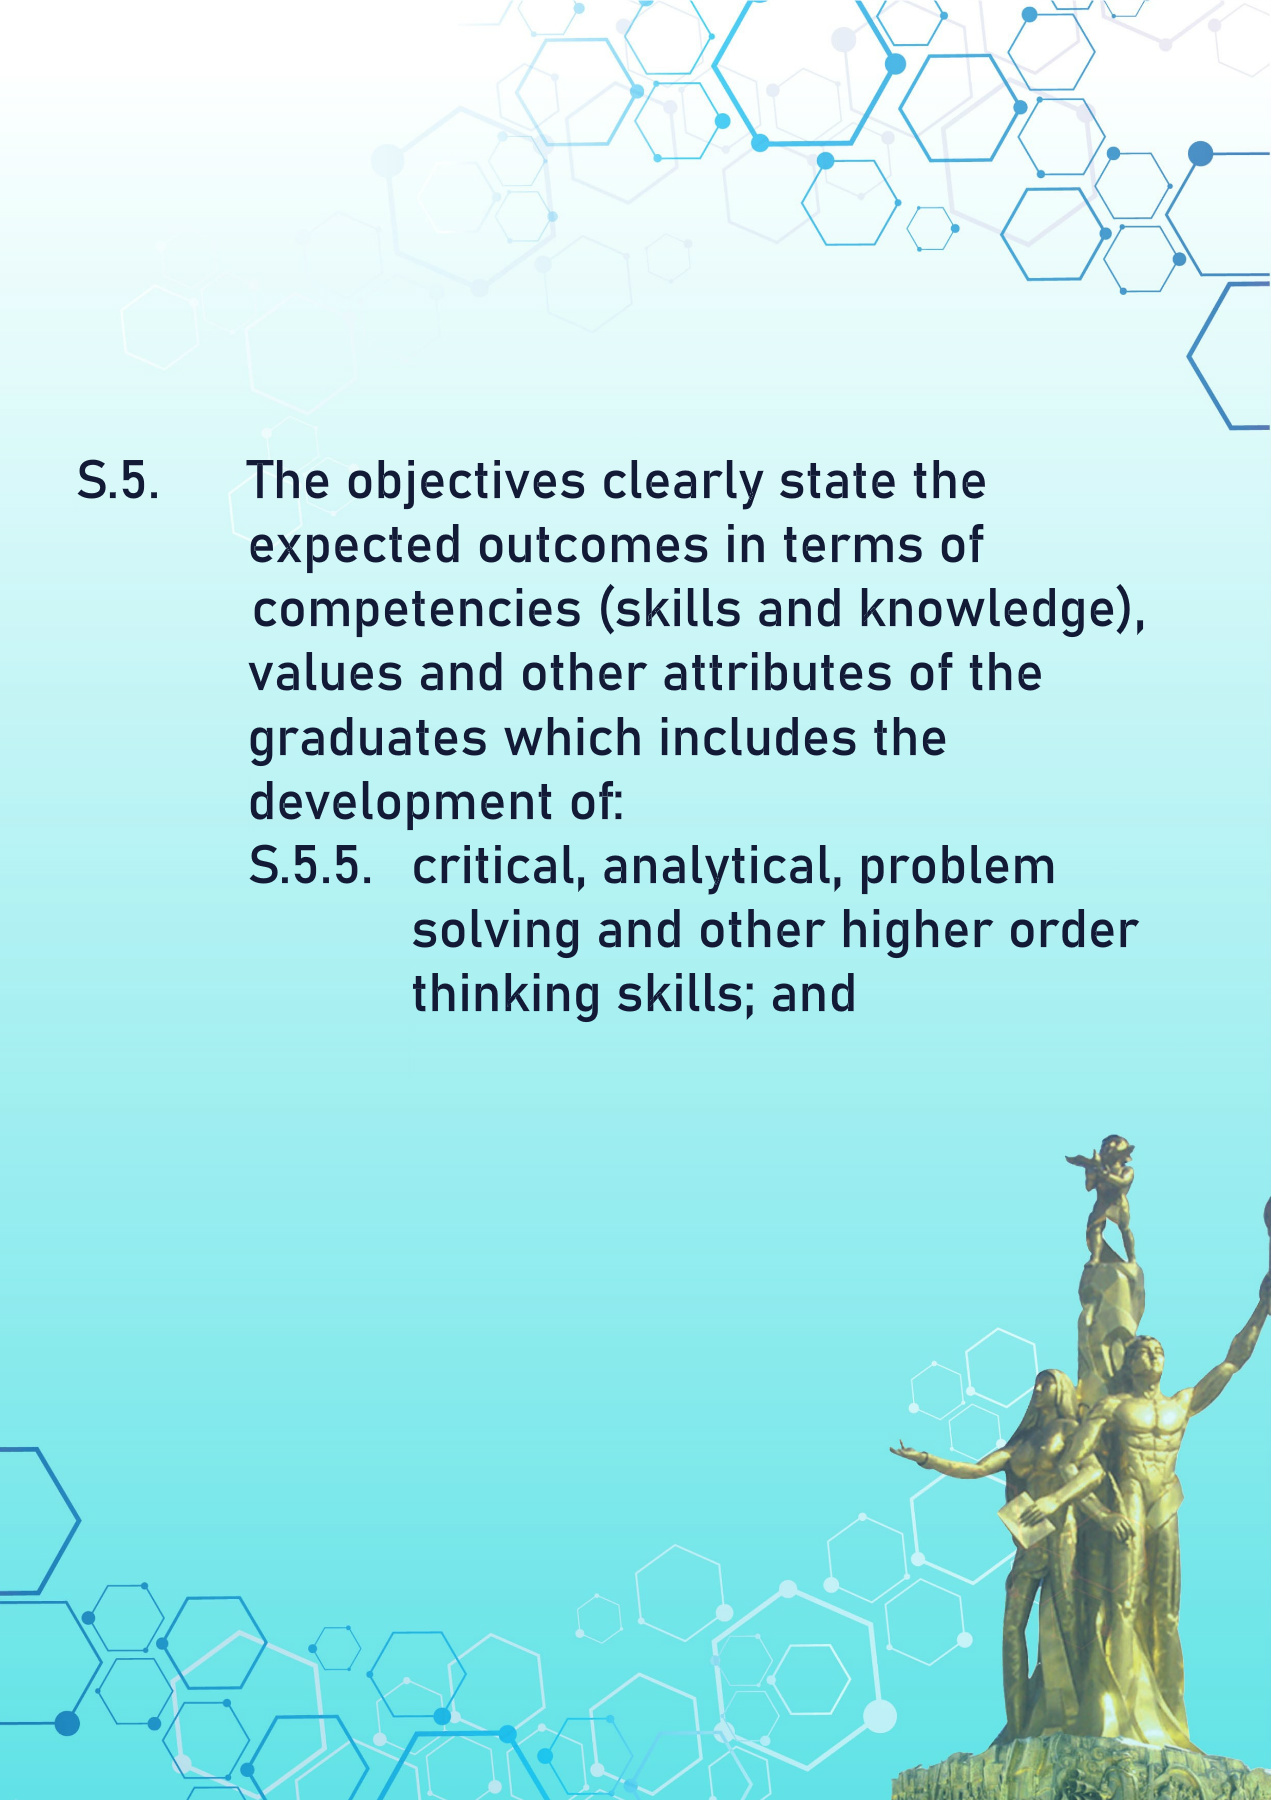 S.5. The objectives clearly state the
expected outcomes in terms of
competencies (skills and knowledge),
values and other attributes of the
graduates which includes the
development of:
S.5.5. critical, analytical, problem
solving and other higher order
thinking skills; and